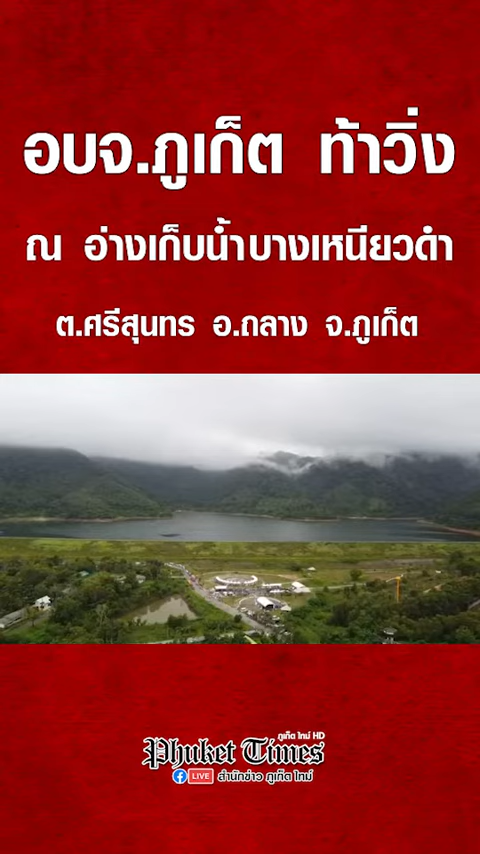 อบจ.ภูเก็ต ท้าวิ่ง
ณ อ่างเก็บน้ำบางเหนียวดำ
ต.ศรีสุนทร อ.ถลาง จ.ภูเก็ต
ภูเก็ต ไทม์ HD
THE Phuket Times
LIVE สำนักข่าว ภูเก็ต ไทม์